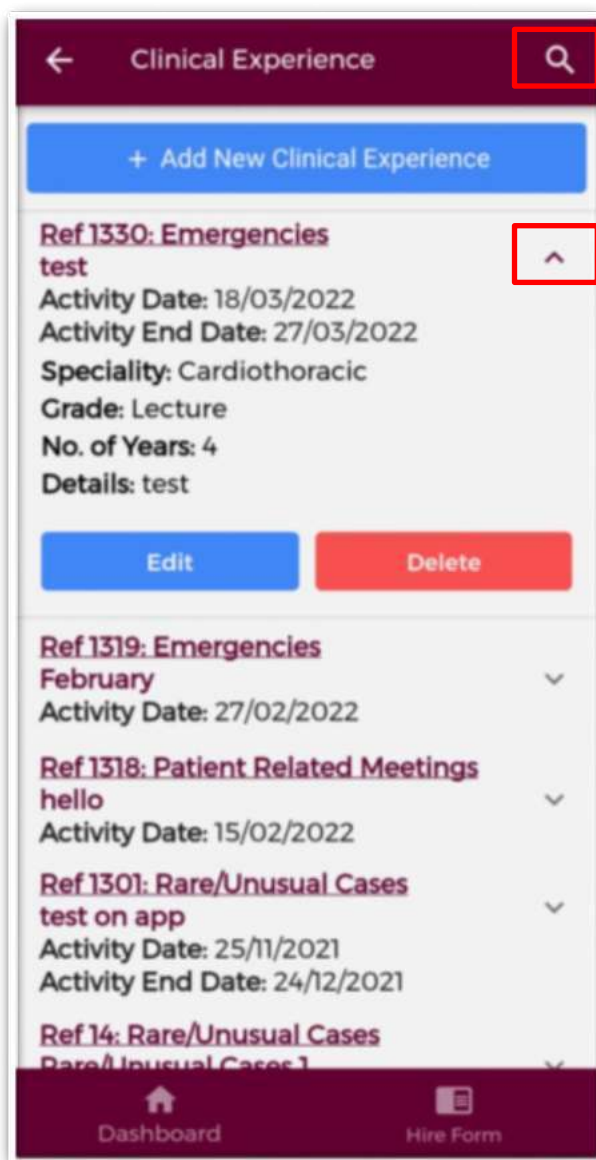 Clinical Experience
+ Add New Clinical Experience
Ref 1330: Emergencies
test
Activity Date: 18/03/2022
Activity End Date: 27/03/2022
Speciality: Cardiothoracic
Grade: Lecture
No. of Years: 4
Details: test
Edit Delete
Ref 1319: Emergencies
February
Activity Date: 27/02/2022
Ref 1318: Patient Related Meetings
hello
Activity Date: 15/02/2022
Ref 1301: Rare/Unusual Cases
test on app
Activity Date: 25/11/2021
Activity End Date: 24/12/2021
Ref 14: Rare/Unusual Cases
Rare/Unusual Cases 1
Dashboard Hire Form